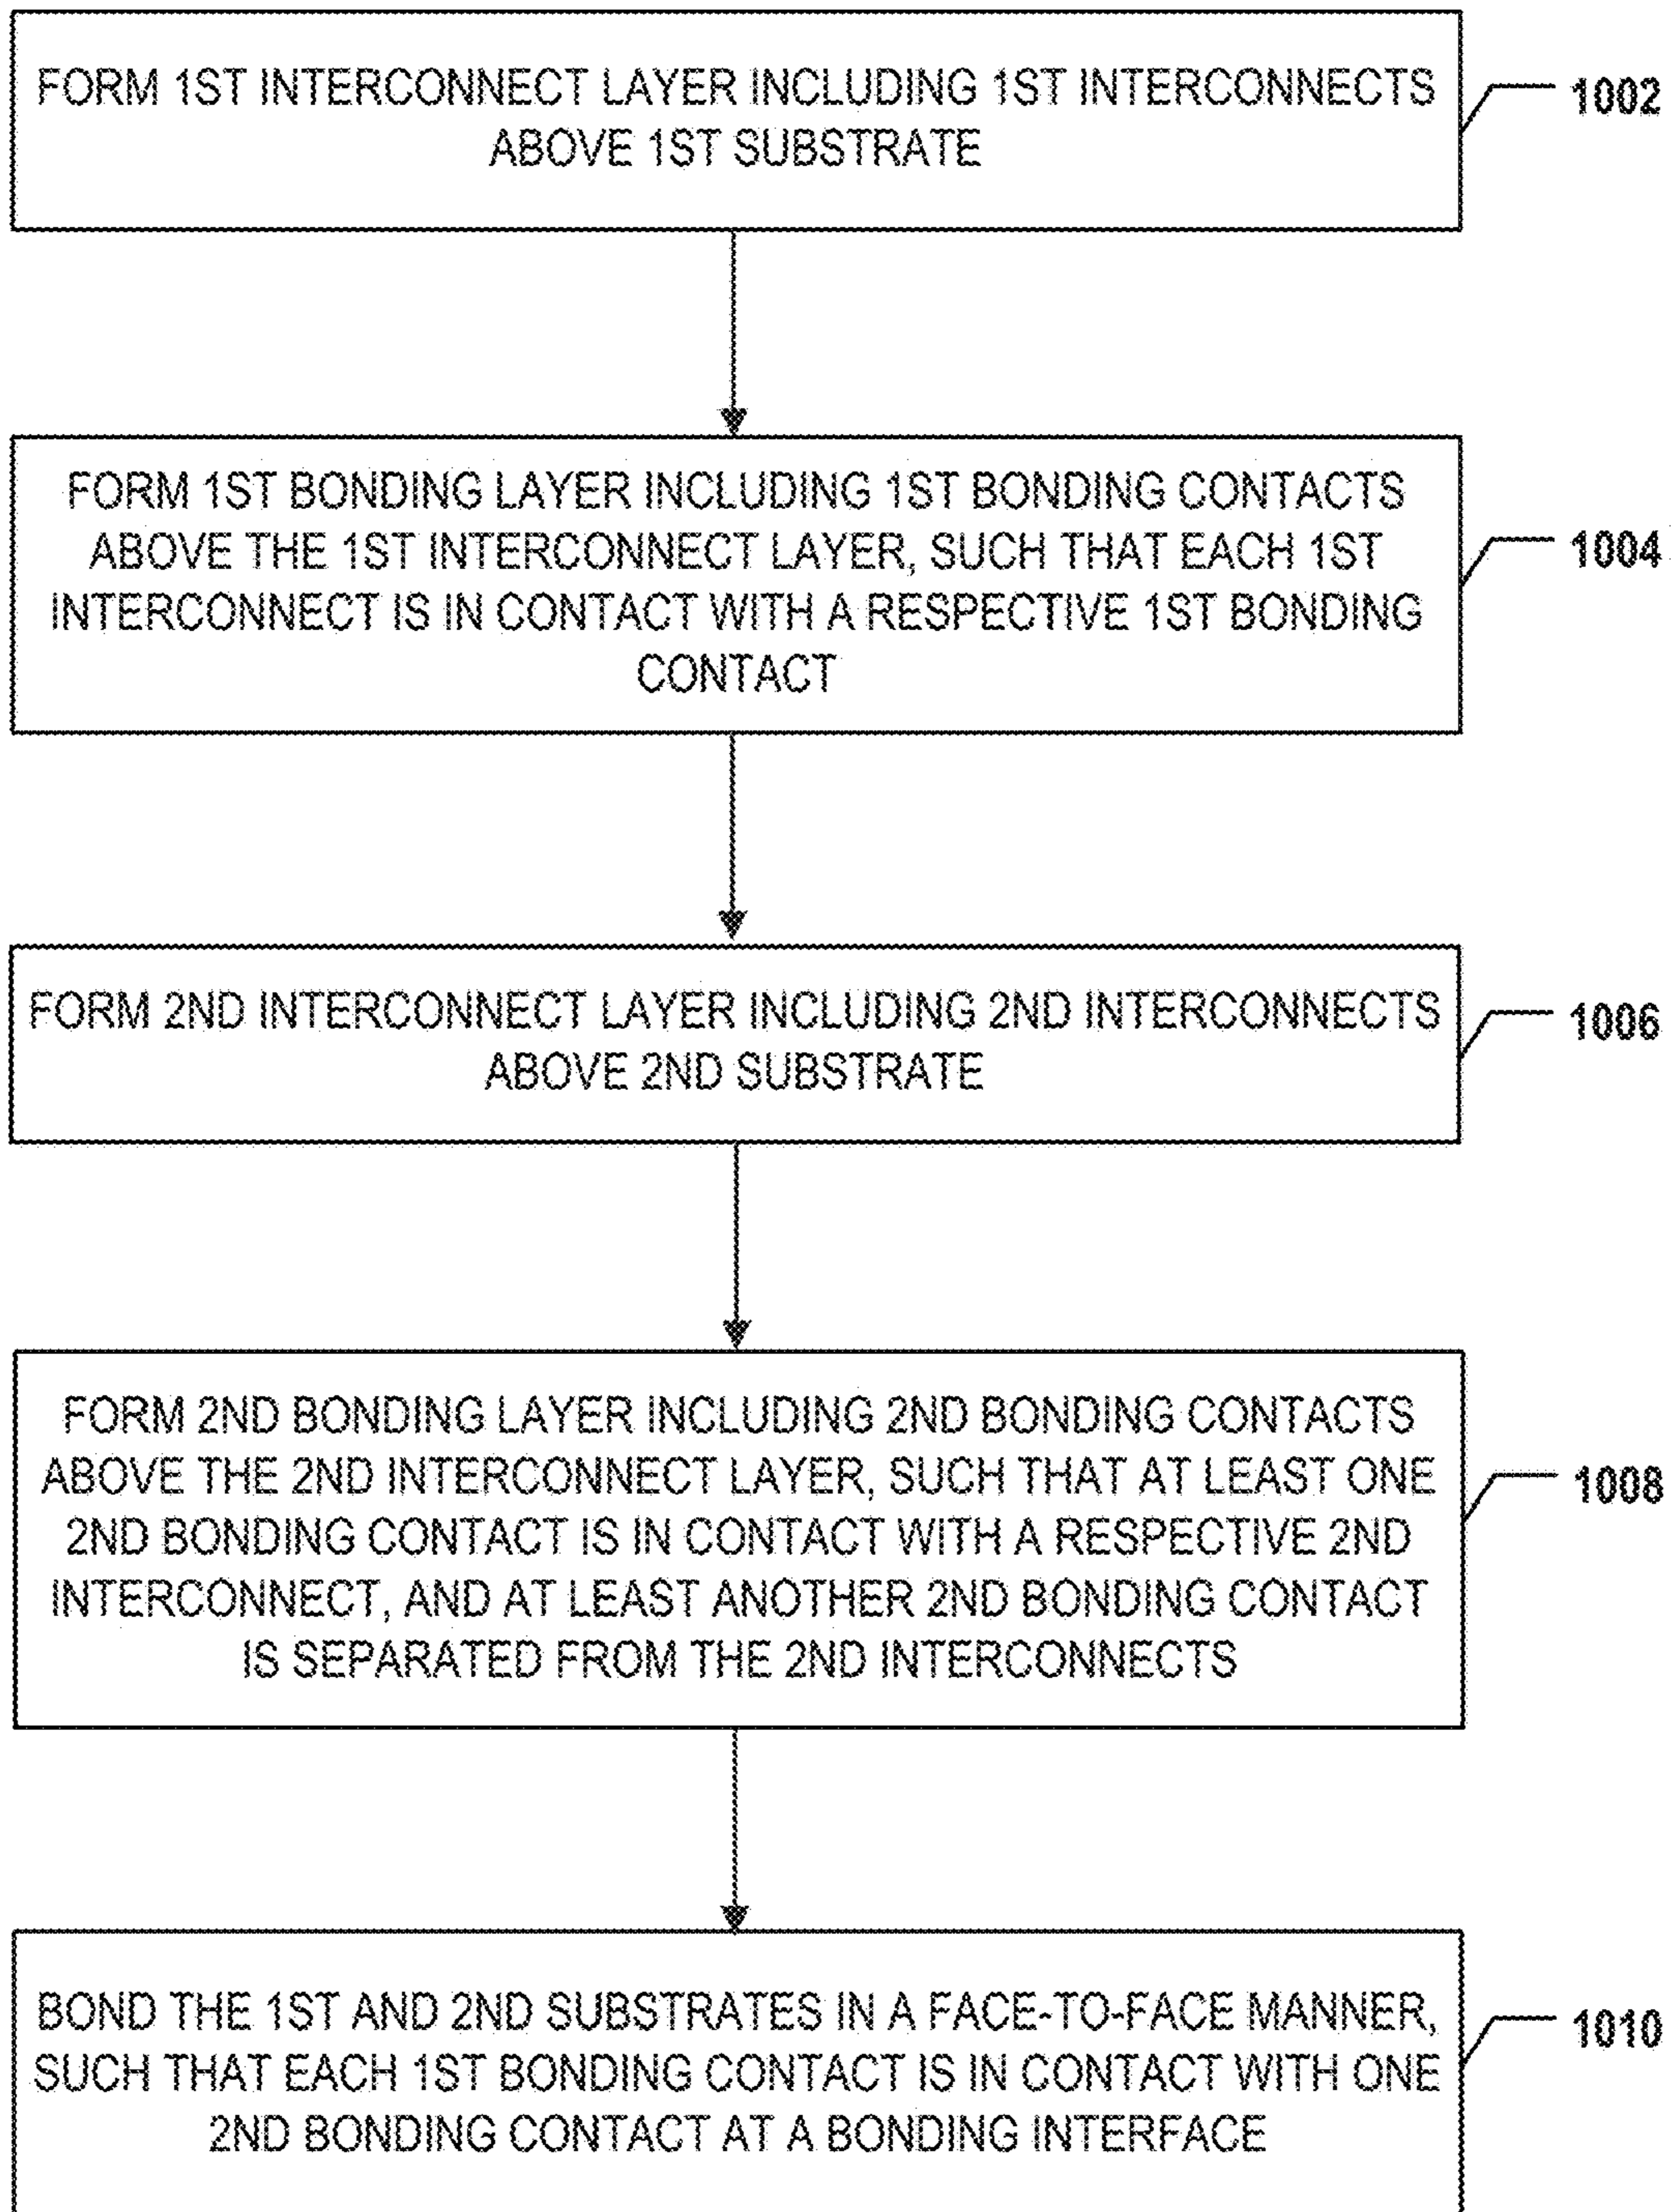 FORM 1ST INTERCONNECT LAYER INCLUDING 1ST INTERCONNECTS
ABOVE 1ST SUBSTRATE
1002
FORM 1ST BONDING LAYER INCLUDING 1ST BONDING CONTACTS
ABOVE THE 1ST INTERCONNECT LAYER, SUCH THAT EACH 1ST
INTERCONNECT IS IN CONTACT WITH A RESPECTIVE 1ST BONDING
CONTACT
1004
FORM 2ND INTERCONNECT LAYER INCLUDING 2ND INTERCONNECTS
ABOVE 2ND SUBSTRATE
1006
FORM 2ND BONDING LAYER INCLUDING 2ND BONDING CONTACTS
ABOVE THE 2ND INTERCONNECT LAYER, SUCH THAT AT LEAST ONE
2ND BONDING CONTACT IS IN CONTACT WITH A RESPECTIVE 2ND
INTERCONNECT, AND AT LEAST ANOTHER 2ND BONDING CONTACT
IS SEPARATED FROM THE 2ND INTERCONNECTS
1008
BOND THE 1ST AND 2ND SUBSTRATES IN A FACE-TO-FACE MANNER,
SUCH THAT EACH 1ST BONDING CONTACT IS IN CONTACT WITH ONE
2ND BONDING CONTACT AT A BONDING INTERFACE
1010